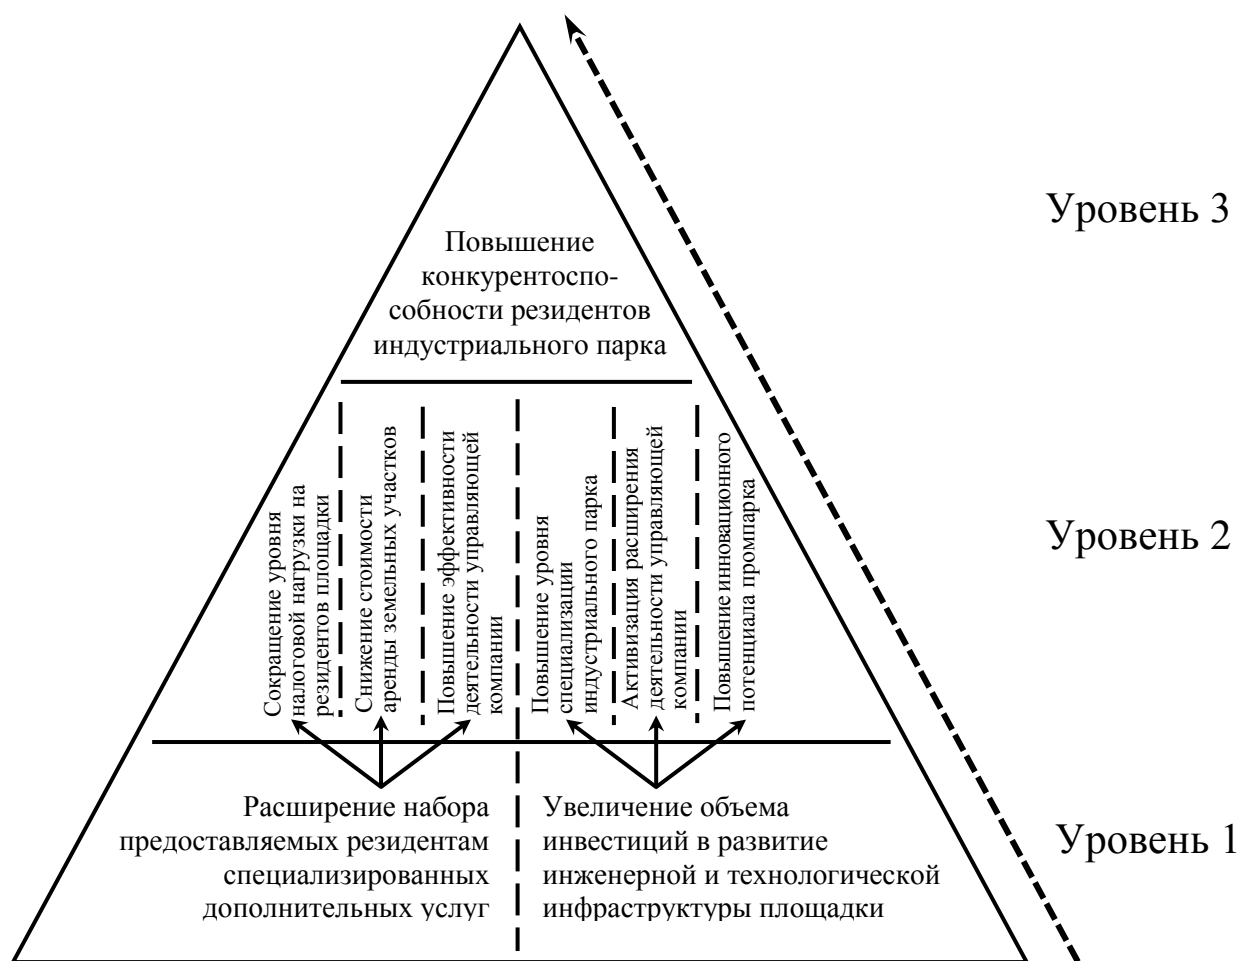 Уровень 3
Повышение
конкурентоспо-
собности резидентов
индустриального парка
Уровень 2
Сокращение уровня
налоговой нагрузки на
резидентов площадки
Снижение стоимости
аренды земельных участков
Повышение эффективности
деятельности управляющей
компании
Повышение уровня
специализации
индустриального парка
Активизация расширения
деятельности управляющей
компании
Повышение инновационного
потенциала промпарка
Уровень 1
Расширение набора
предоставляемых резидентам
специализированных
дополнительных услуг
Увеличение объема
инвестиций в развитие
инженерной и технологической
инфраструктуры площадки